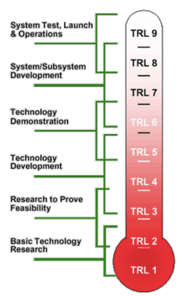 System Test, Launch
& Operations
System/Subsystem
Development
Technology
Demonstration
Technology
Development
Research to Prove
Feasibility
Basic Technology
Research
TRL 9
TRL 8
TRL 7
TRL 6
TRL 5
TRL 4
TRL 3
TRL 2
TRL 1